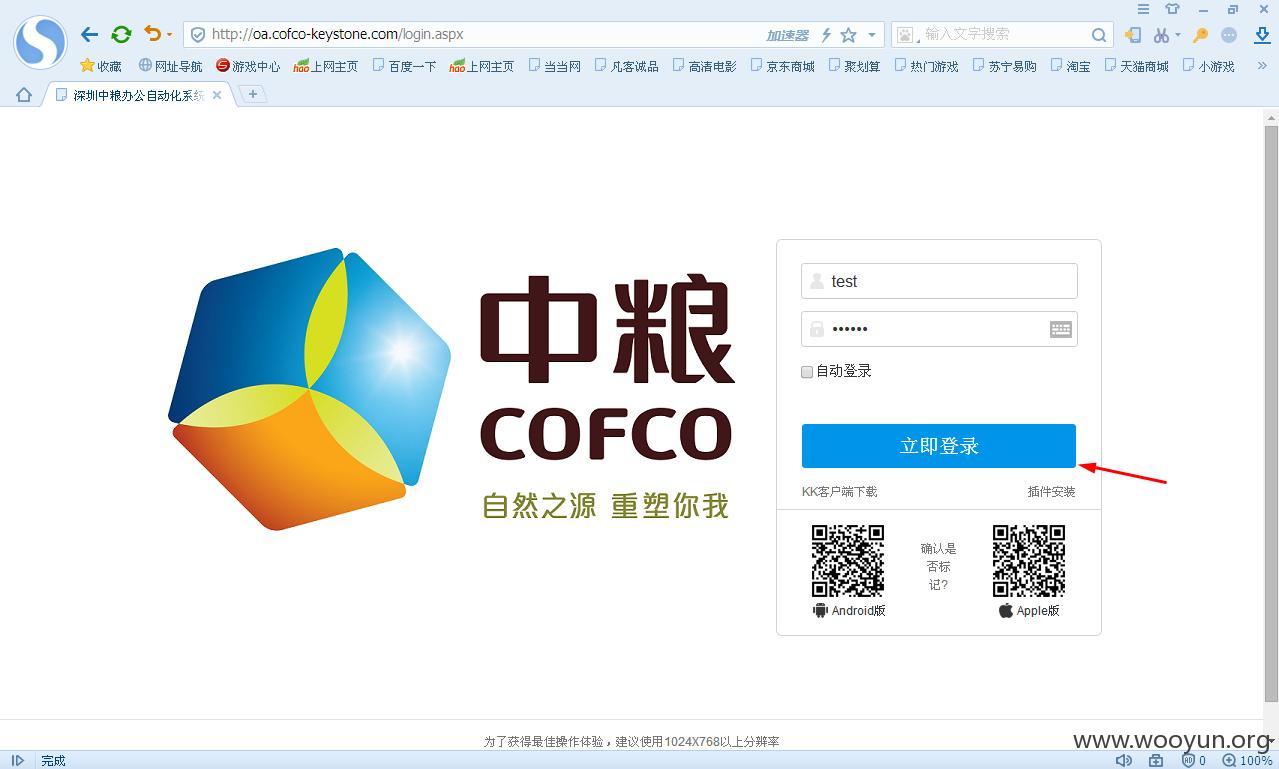 http://oa.cofco-keystone.com/login.aspx 加速器 输入文字搜索
收藏 网址导航 游戏中心 hao 上网主页 百度一下 hao 上网主页 当当网 凡客诚品 高清电影 京东商城 聚划算 热门游戏 苏宁易购 淘宝 天猫商城 小游戏 »
深圳中粮办公自动化系统
中粮
COFCO
自然之源 重塑你我
test
自动登录
立即登录
KK客户端下载 插件安装
确认是
否标
记?
Android版 Apple版
为了获得最佳操作体验，建议使用1024X768以上分辨率
www.wooyun.org
完成 0 100%